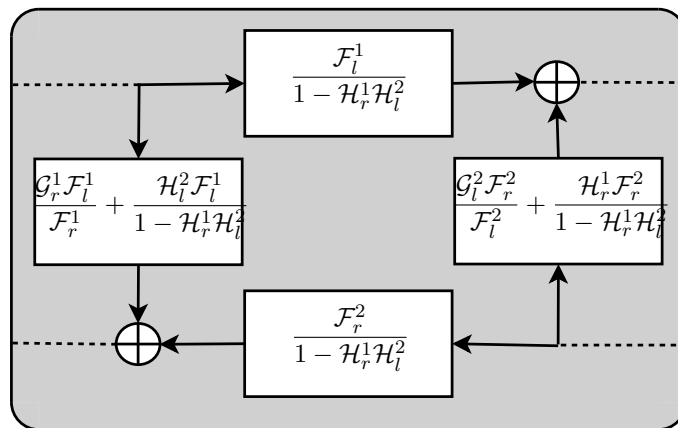 $\frac{\mathcal{F}_l^1}{1 - \mathcal{H}_r^1 \mathcal{H}_l^2}$
$\frac{\mathcal{G}_r^1 \mathcal{F}_l^1}{\mathcal{F}_r^1} + \frac{\mathcal{H}_l^2 \mathcal{F}_l^1}{1 - \mathcal{H}_r^1 \mathcal{H}_l^2}$
$\frac{\mathcal{G}_l^2 \mathcal{F}_r^2}{\mathcal{F}_l^2} + \frac{\mathcal{H}_r^1 \mathcal{F}_r^2}{1 - \mathcal{H}_r^1 \mathcal{H}_l^2}$
$\frac{\mathcal{F}_r^2}{1 - \mathcal{H}_r^1 \mathcal{H}_l^2}$